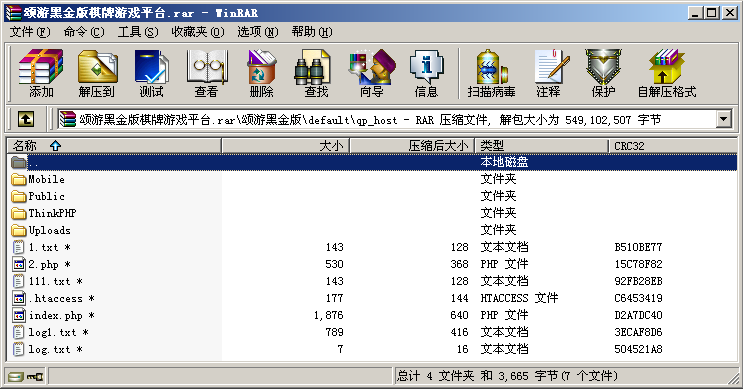 颂游黑金版棋牌游戏平台.rar - WinRAR
文件(F) 命令(C) 工具(S) 收藏夹(O) 选项(N) 帮助(H)
添加 解压到 测试 查看 删除 查找 向导 信息 扫描病毒 注释 保护 自解压格式
颂游黑金版棋牌游戏平台.rar\颂游黑金版\default\qp_host - RAR 压缩文件, 解包大小为 549,102,507 字节
名称 大小 压缩后大小 类型 CRC32
.. 本地磁盘
Mobile 文件夹
Public 文件夹
ThinkPHP 文件夹
Uploads 文件夹
1.txt * 143 128 文本文档 B510BE77
2.php * 530 368 PHP 文件 15C78F82
111.txt * 143 128 文本文档 92FB28EB
.htaccess * 177 144 HTACCESS 文件 C6453419
index.php * 1,876 640 PHP 文件 D2A7DC40
log1.txt * 789 416 文本文档 3ECAF8D6
log.txt * 7 16 文本文档 504521A8
总计 4 文件夹 和 3,665 字节(7 个文件)